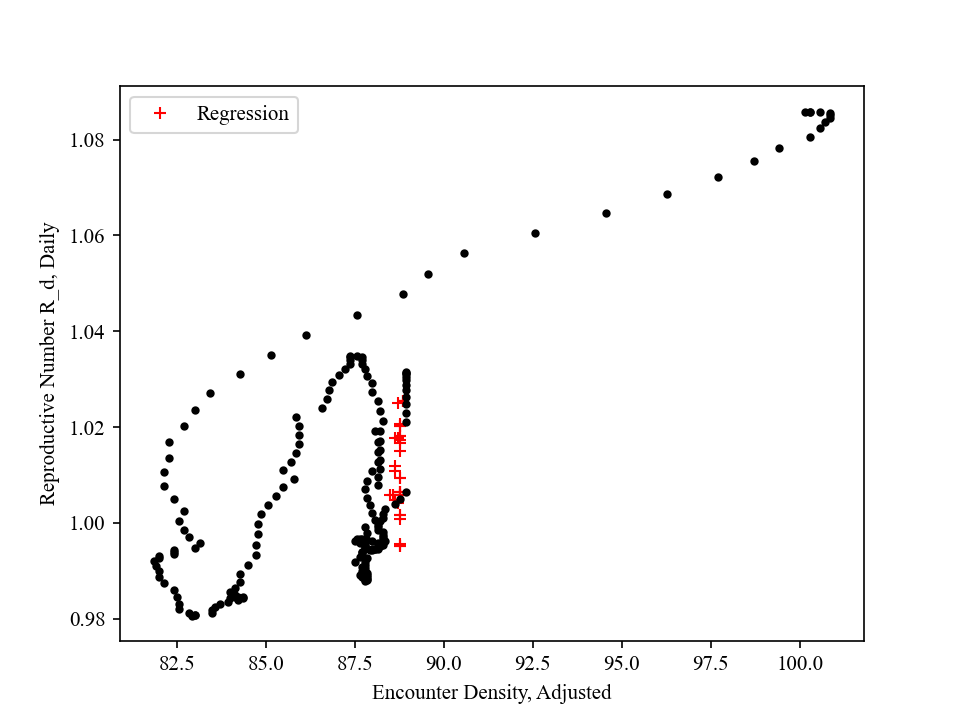 Regression
1.08
1.06
1.04
1.02
1.00
0.98
Reproductive Number R_d, Daily
82.5 85.0 87.5 90.0 92.5 95.0 97.5 100.0
Encounter Density, Adjusted